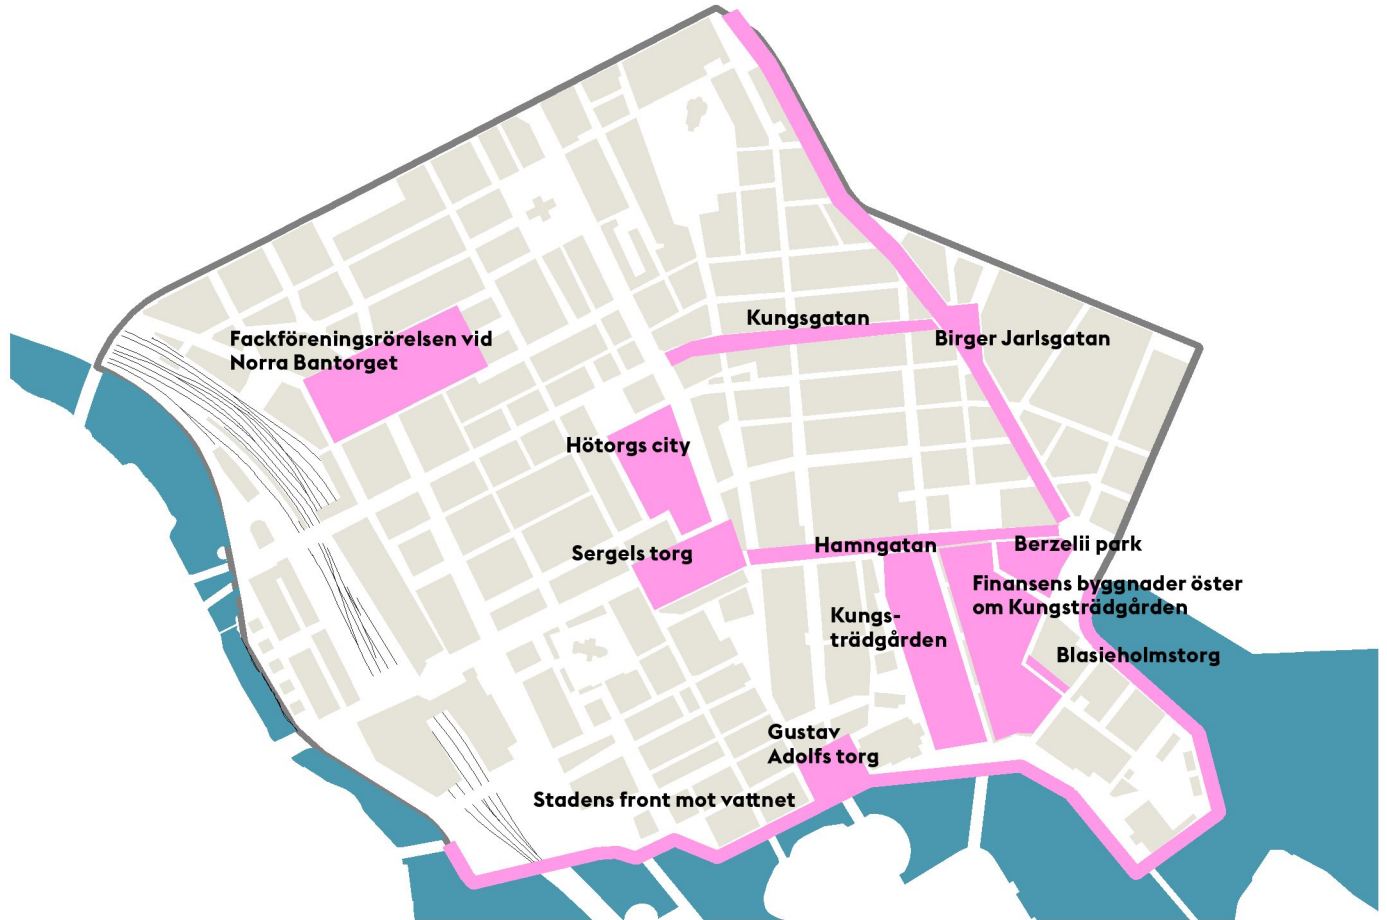 Kungsgatan
Fackföreningsrörelsen vid
Norra Bantorget
Birger Jarlsgatan
Hötorgs city
Sergels torg
Hamngatan
Berzelii park
Finansens byggnader öster
om Kungsträdgården
Kungs-
trädgården
Blasieholmstorg
Gustav
Adolfs torg
Stadens front mot vattnet